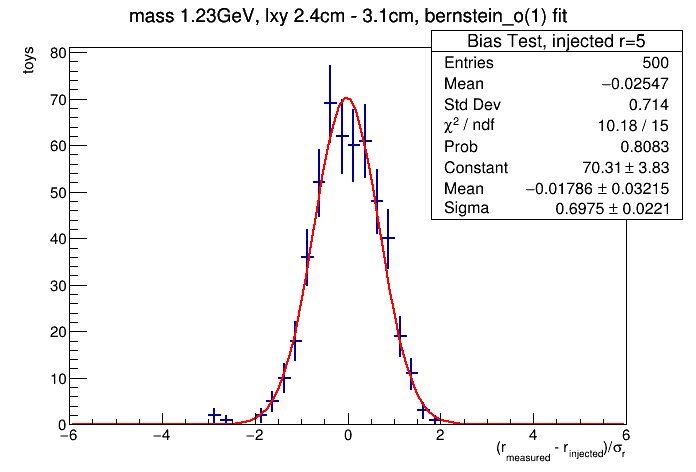 mass 1.23GeV, lxy 2.4cm - 3.1cm, bernstein_o(1) fit
toys
Bias Test, injected r=5
Entries 500
Mean −0.02547
Std Dev 0.714
χ² / ndf 10.18 / 15
Prob 0.8083
Constant 70.31 ± 3.83
Mean −0.01786 ± 0.03215
Sigma 0.6975 ± 0.0221
80
70
60
50
40
30
20
10
0
−6 −4 −2 0 2 4 6
(r_measured - r_injected)/σ_r